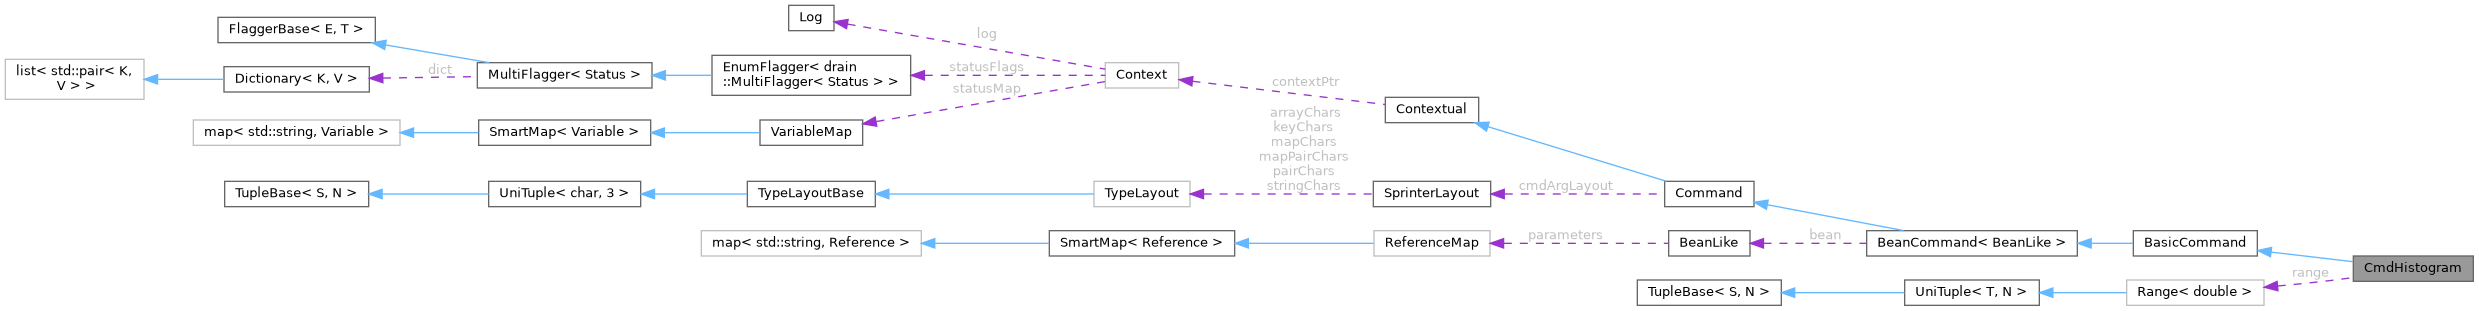 Log
FlaggerBase< E, T >
log
list< std::pair< K,
V > >
Dictionary< K, V >
dict
MultiFlagger< Status >
EnumFlagger< drain
::MultiFlagger< Status > >
statusFlags
statusMap
Context
contextPtr
Contextual
map< std::string, Variable >
SmartMap< Variable >
VariableMap
arrayChars
keyChars
mapChars
mapPairChars
pairChars
stringChars
TupleBase< S, N >
UniTuple< char, 3 >
TypeLayoutBase
TypeLayout
SprinterLayout
cmdArgLayout
Command
map< std::string, Reference >
SmartMap< Reference >
ReferenceMap
parameters
BeanLike
bean
BeanCommand< BeanLike >
BasicCommand
CmdHistogram
range
TupleBase< S, N >
UniTuple< T, N >
Range< double >